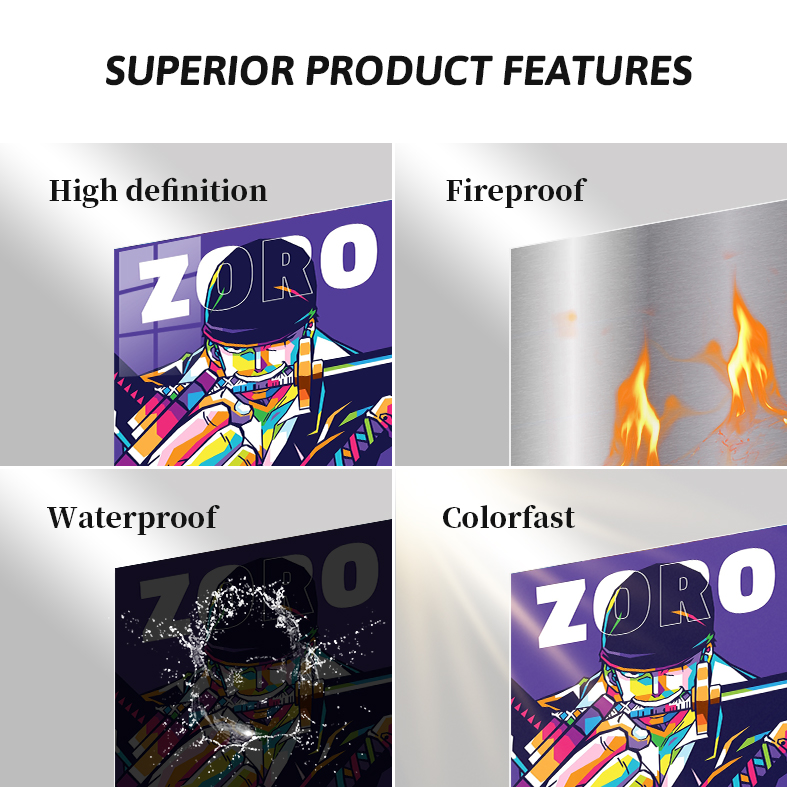 SUPERIOR PRODUCT FEATURES
High definition
Fireproof
ZORO
Waterproof
Colorfast
ZORO
ZORO